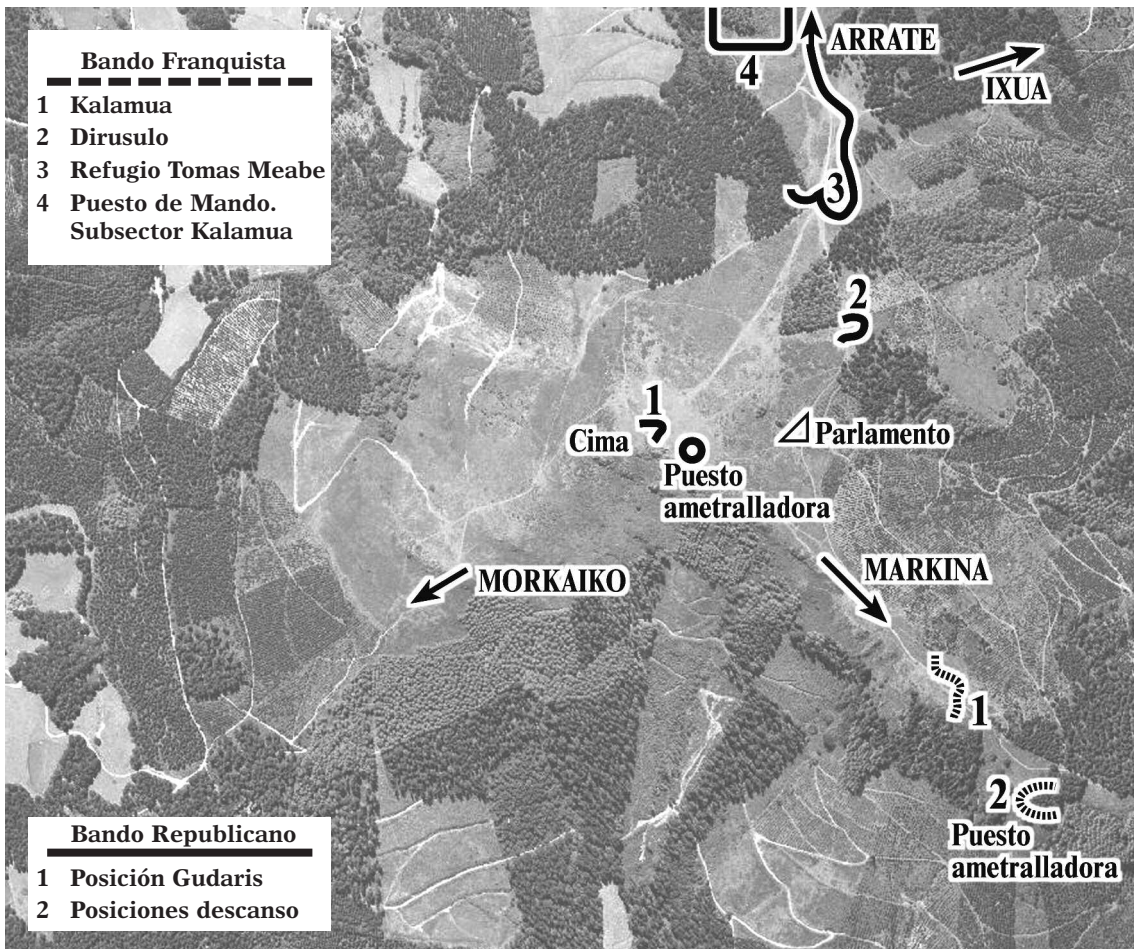 Bando Franquista
1 Kalamua
2 Dirusulo
3 Refugio Tomas Meabe
4 Puesto de Mando.
Subsector Kalamua
4
ARRATE
IXUA
3
2
1
Cima
Parlamento
Puesto
ametralladora
MORKAIKO
MARKINA
1
2
Puesto
ametralladora
Bando Republicano
1 Posición Gudaris
2 Posiciones descanso